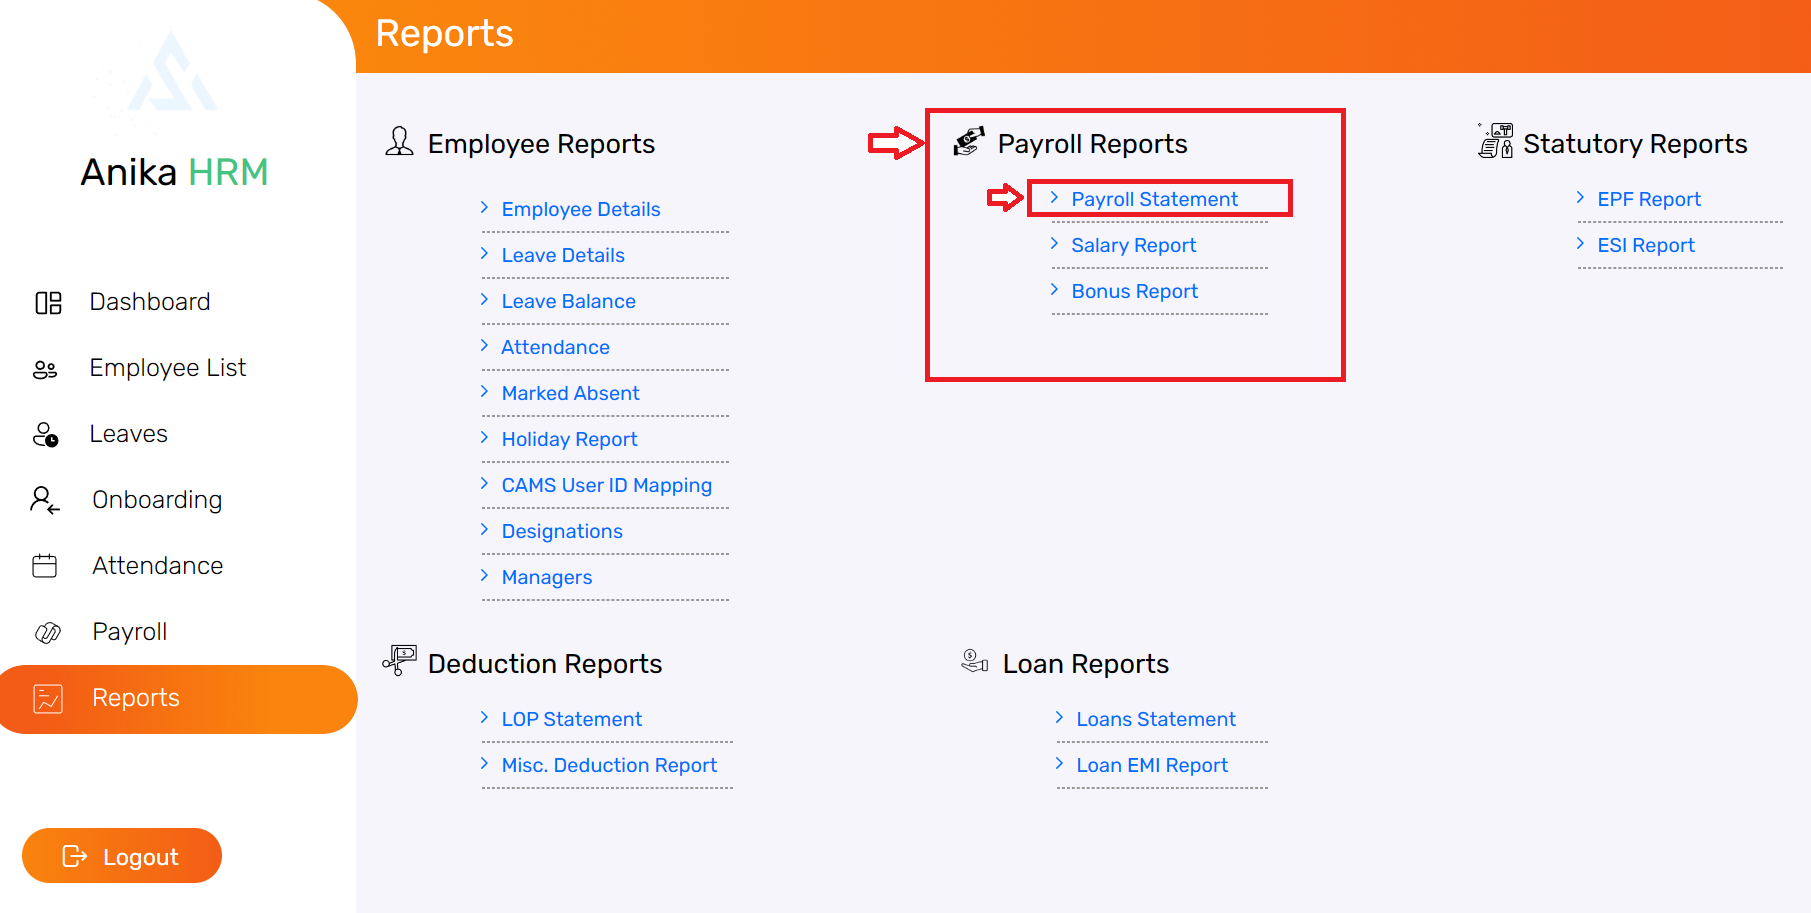 Reports
Anika HRM
Dashboard
Employee List
Leaves
Onboarding
Attendance
Payroll
Reports
Logout
Employee Reports
Employee Details
Leave Details
Leave Balance
Attendance
Marked Absent
Holiday Report
CAMS User ID Mapping
Designations
Managers
Payroll Reports
Payroll Statement
Salary Report
Bonus Report
Statutory Reports
EPF Report
ESI Report
Deduction Reports
LOP Statement
Misc. Deduction Report
Loan Reports
Loans Statement
Loan EMI Report